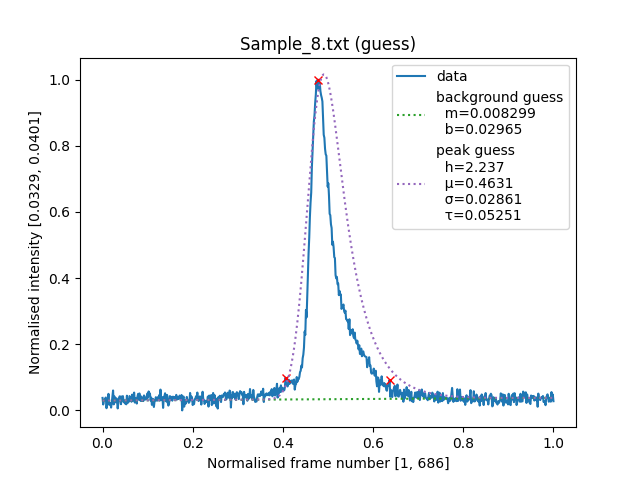 Sample_8.txt (guess)
Normalised intensity [0.0329, 0.0401]
1.0
0.8
0.6
0.4
0.2
0.0
data
background guess
m=0.008299
b=0.02965
peak guess
h=2.237
μ=0.4631
σ=0.02861
τ=0.05251
0.0 0.2 0.4 0.6 0.8 1.0
Normalised frame number [1, 686]